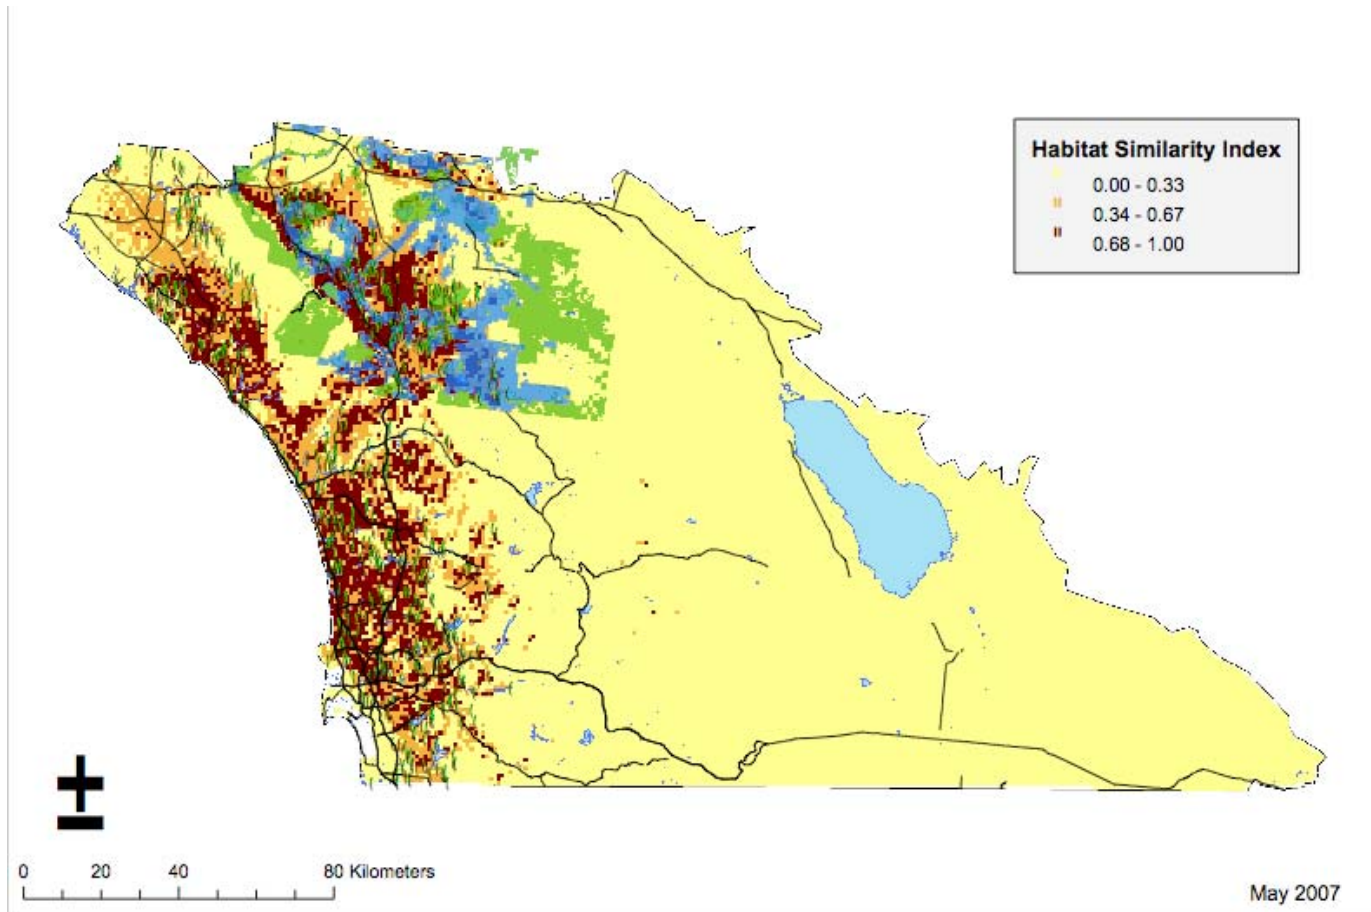 Habitat Similarity Index
0.00 - 0.33
0.34 - 0.67
0.68 - 1.00
0 20 40 80 Kilometers
May 2007